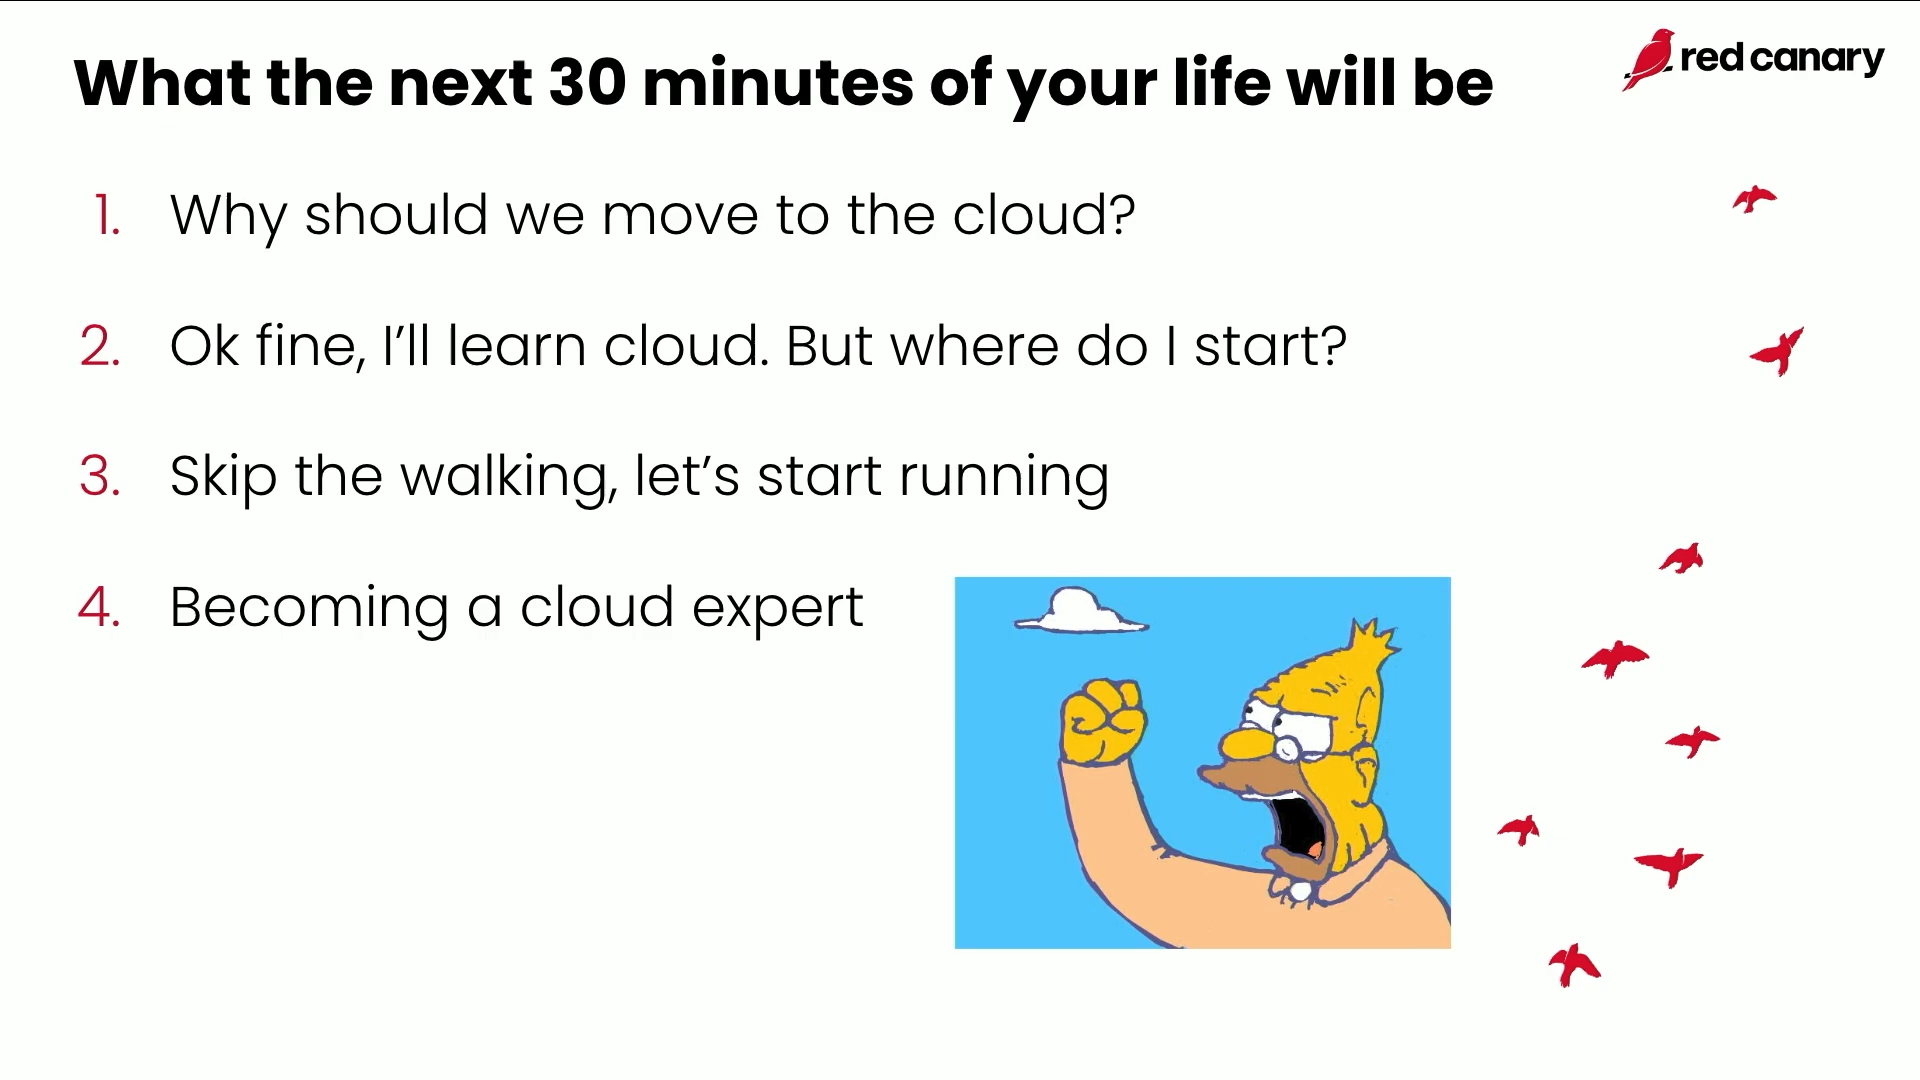 What the next 30 minutes of your life will be
red canary
1. Why should we move to the cloud?
2. Ok fine, I’ll learn cloud. But where do I start?
3. Skip the walking, let’s start running
4. Becoming a cloud expert